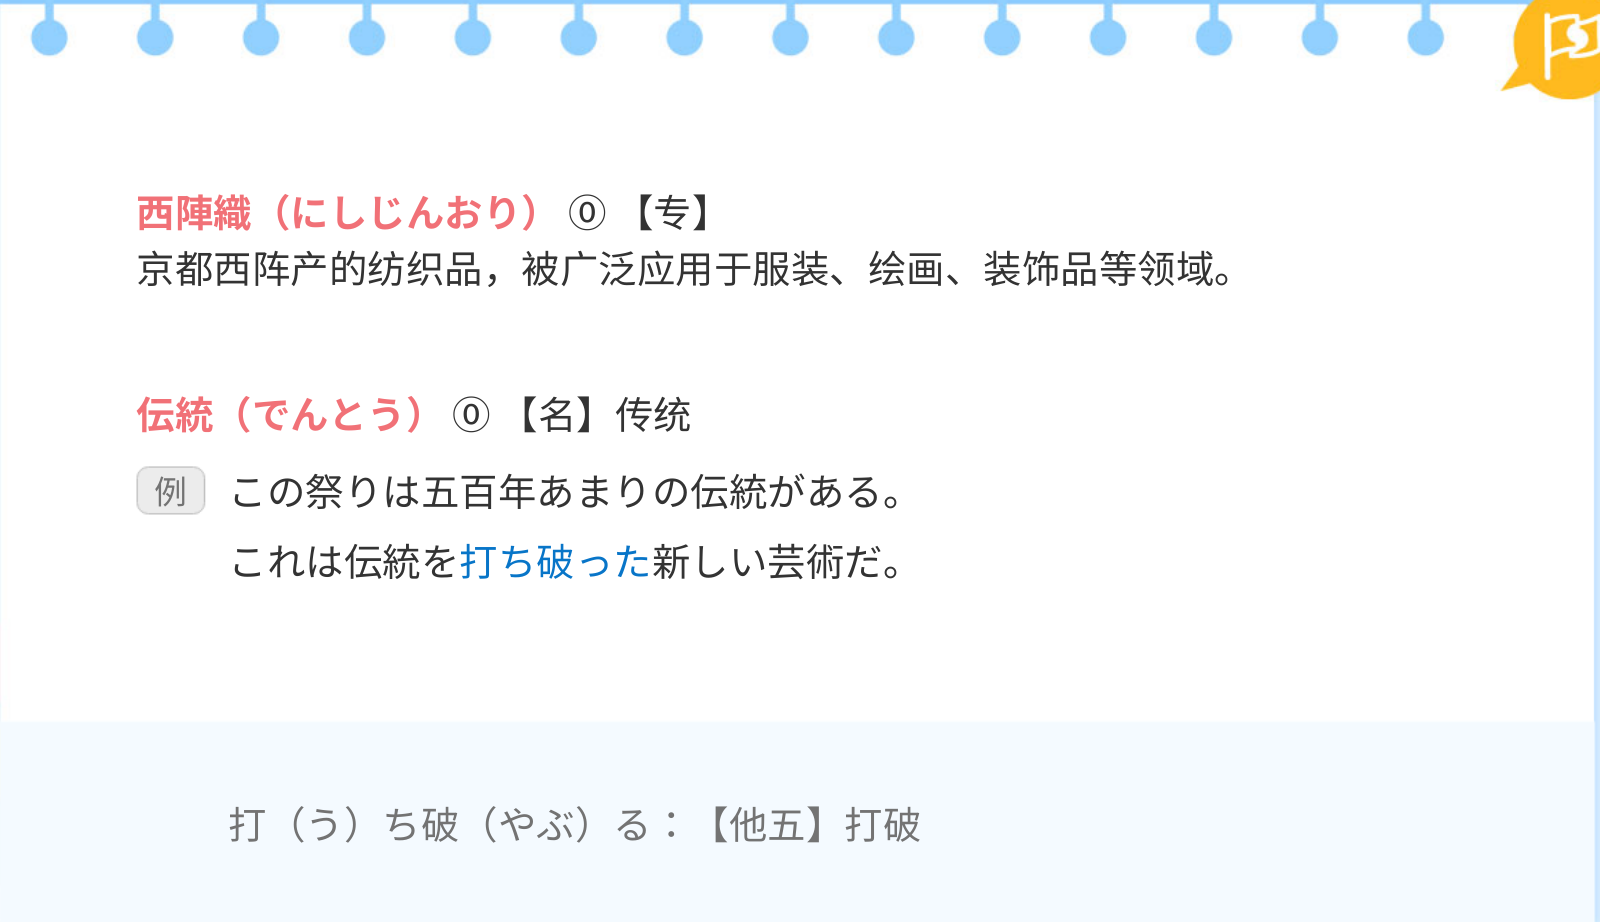 西陣織（にしじんおり） ⓪ 【专】
京都西阵产的纺织品，被广泛应用于服装、绘画、装饰品等领域。
伝統（でんとう） ⓪ 【名】传统
例 この祭りは五百年あまりの伝統がある。
これは伝統を打ち破った新しい芸術だ。
打（う）ち破（やぶ）る：【他五】打破